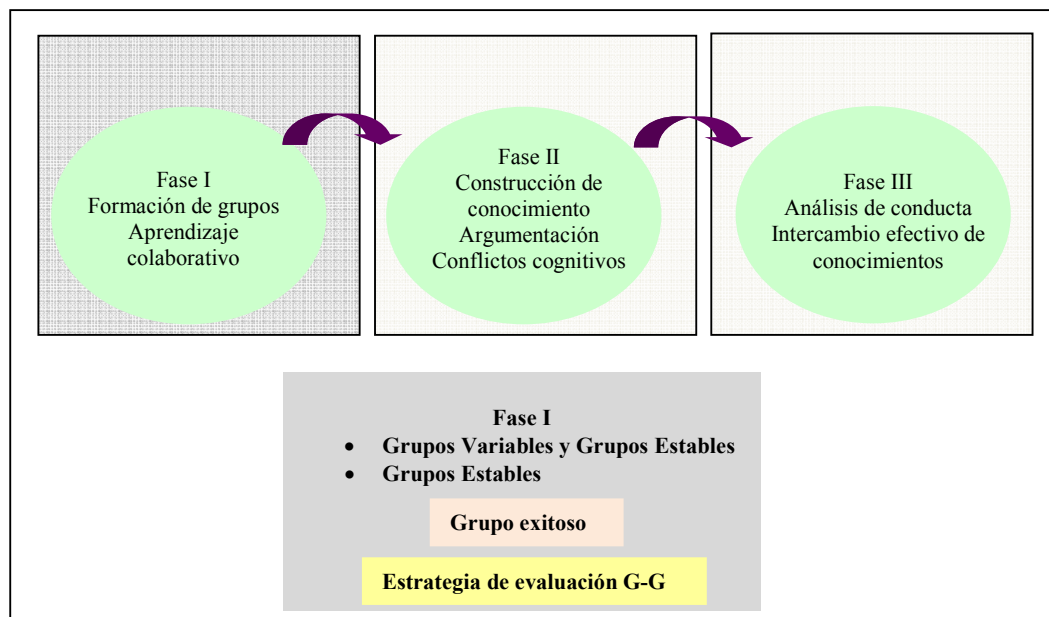 Fase I
Formación de grupos
Aprendizaje
colaborativo
Fase II
Construcción de
conocimiento
Argumentación
Conflictos cognitivos
Fase III
Análisis de conducta
Intercambio efectivo de
conocimientos
Fase I
• Grupos Variables y Grupos Estables
• Grupos Estables
Grupo exitoso
Estrategia de evaluación G-G